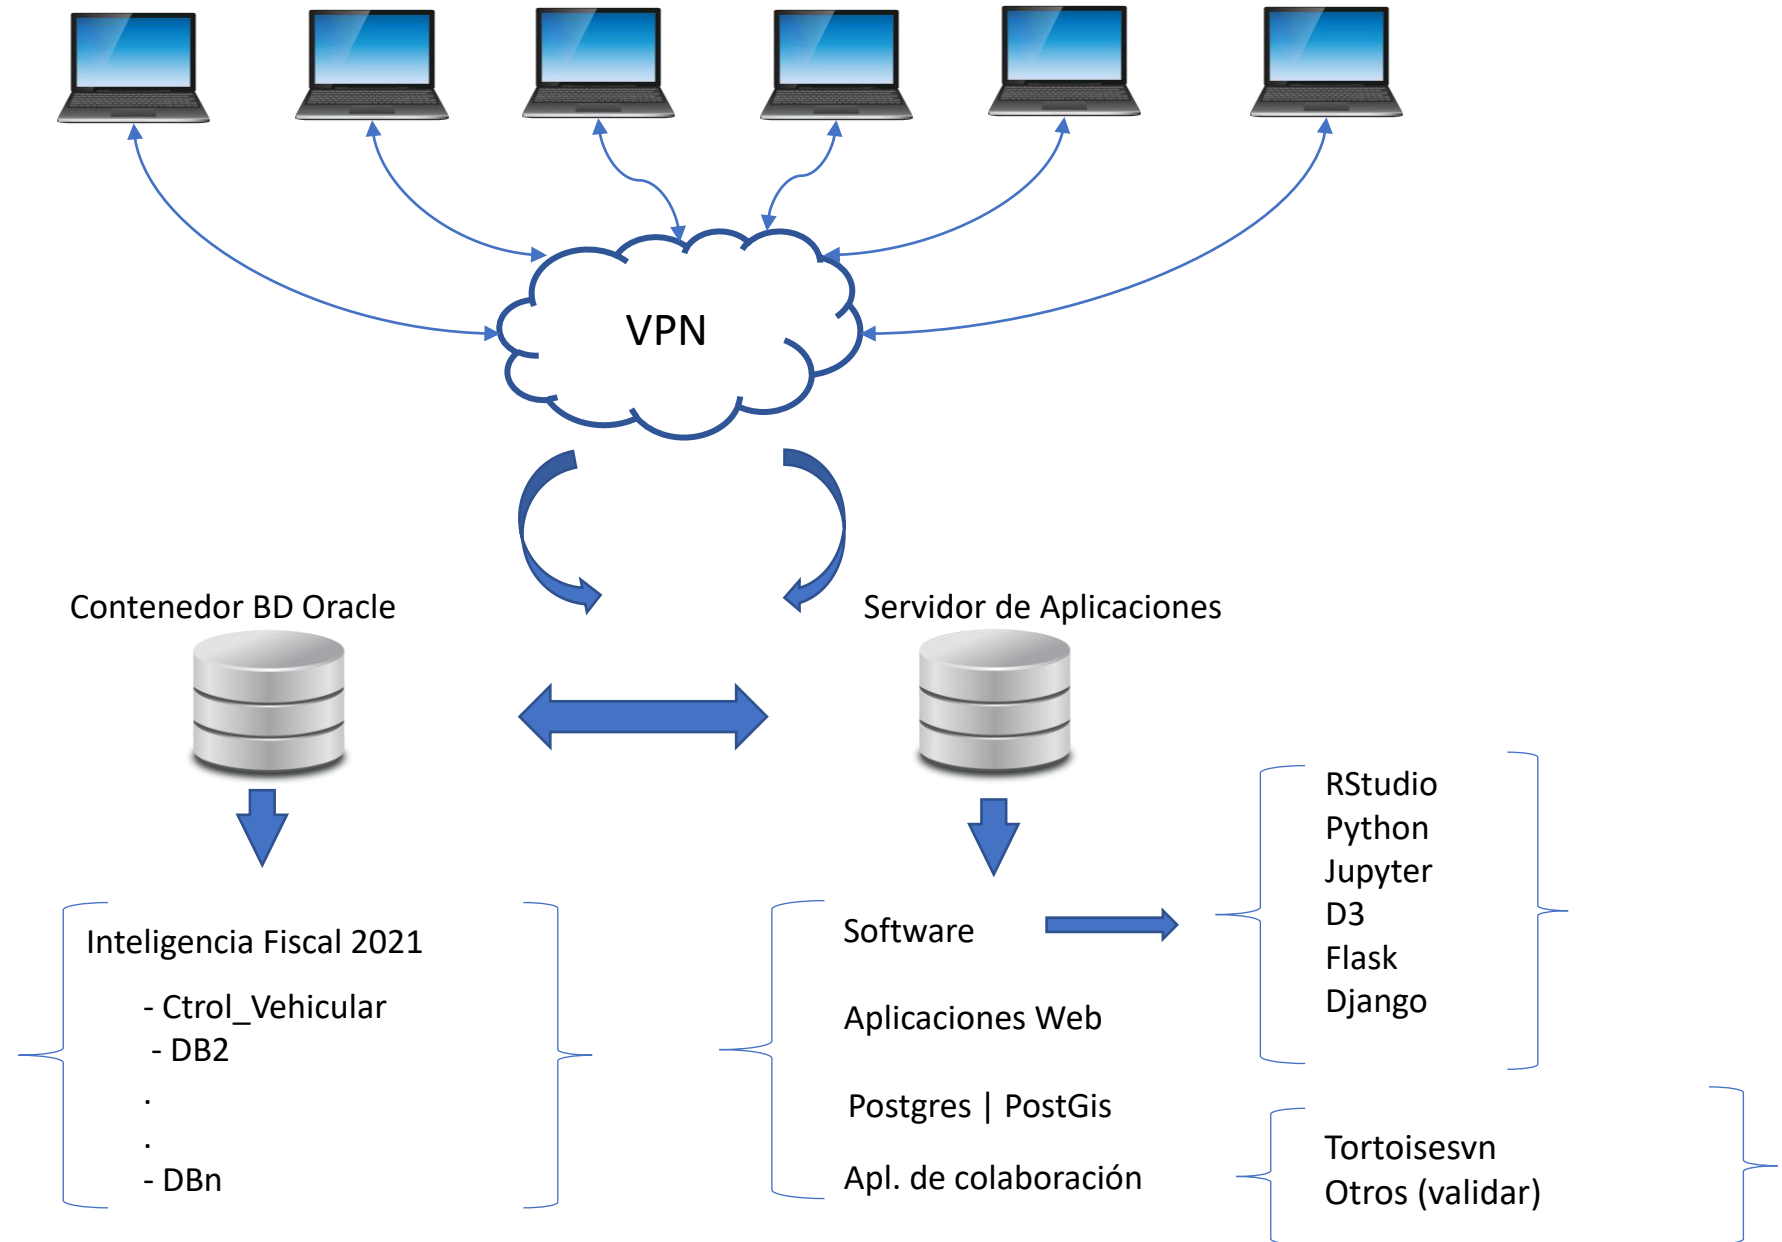 VPN
Contenedor BD Oracle
Servidor de Aplicaciones
Inteligencia Fiscal 2021
- Ctrol_Vehicular
- DB2
.
.
- DBn
Software
Aplicaciones Web
Postgres | PostGis
Apl. de colaboración
RStudio
Python
Jupyter
D3
Flask
Django
Tortoisesvn
Otros (validar)